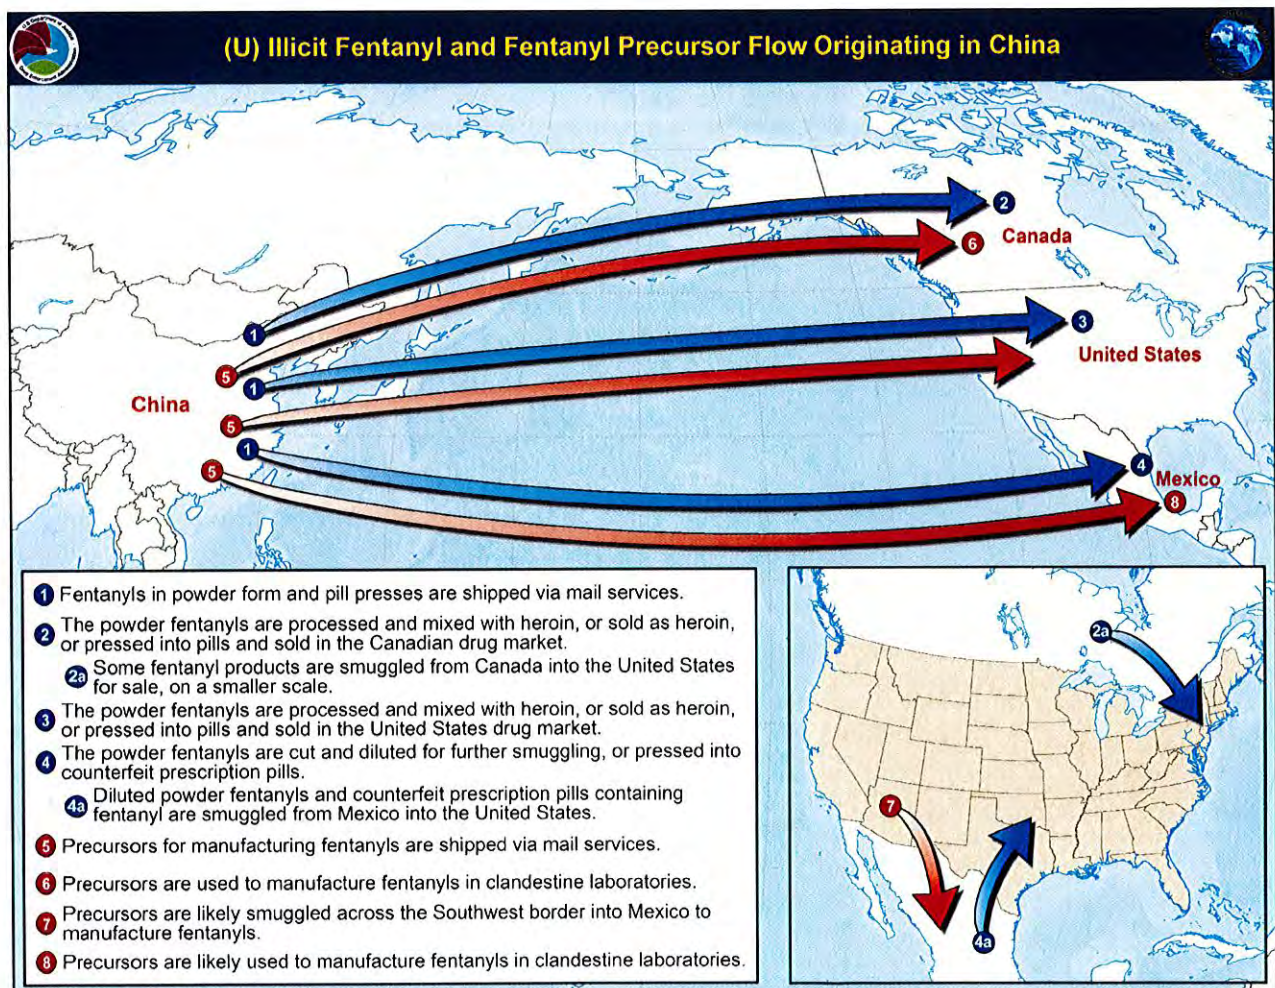 (U) Illicit Fentanyl and Fentanyl Precursor Flow Originating in China
2
Canada
6
1
3
United States
5
1
China
5
1
4
5
Mexico
8
1 Fentanyls in powder form and pill presses are shipped via mail services.
2 The powder fentanyls are processed and mixed with heroin, or sold as heroin,
or pressed into pills and sold in the Canadian drug market.
2a Some fentanyl products are smuggled from Canada into the United States
for sale, on a smaller scale.
3 The powder fentanyls are processed and mixed with heroin, or sold as heroin,
or pressed into pills and sold in the United States drug market.
4 The powder fentanyls are cut and diluted for further smuggling, or pressed into
counterfeit prescription pills.
4a Diluted powder fentanyls and counterfeit prescription pills containing
fentanyl are smuggled from Mexico into the United States.
5 Precursors for manufacturing fentanyls are shipped via mail services.
6 Precursors are used to manufacture fentanyls in clandestine laboratories.
7 Precursors are likely smuggled across the Southwest border into Mexico to
manufacture fentanyls.
8 Precursors are likely used to manufacture fentanyls in clandestine laboratories.
2a
7
4a